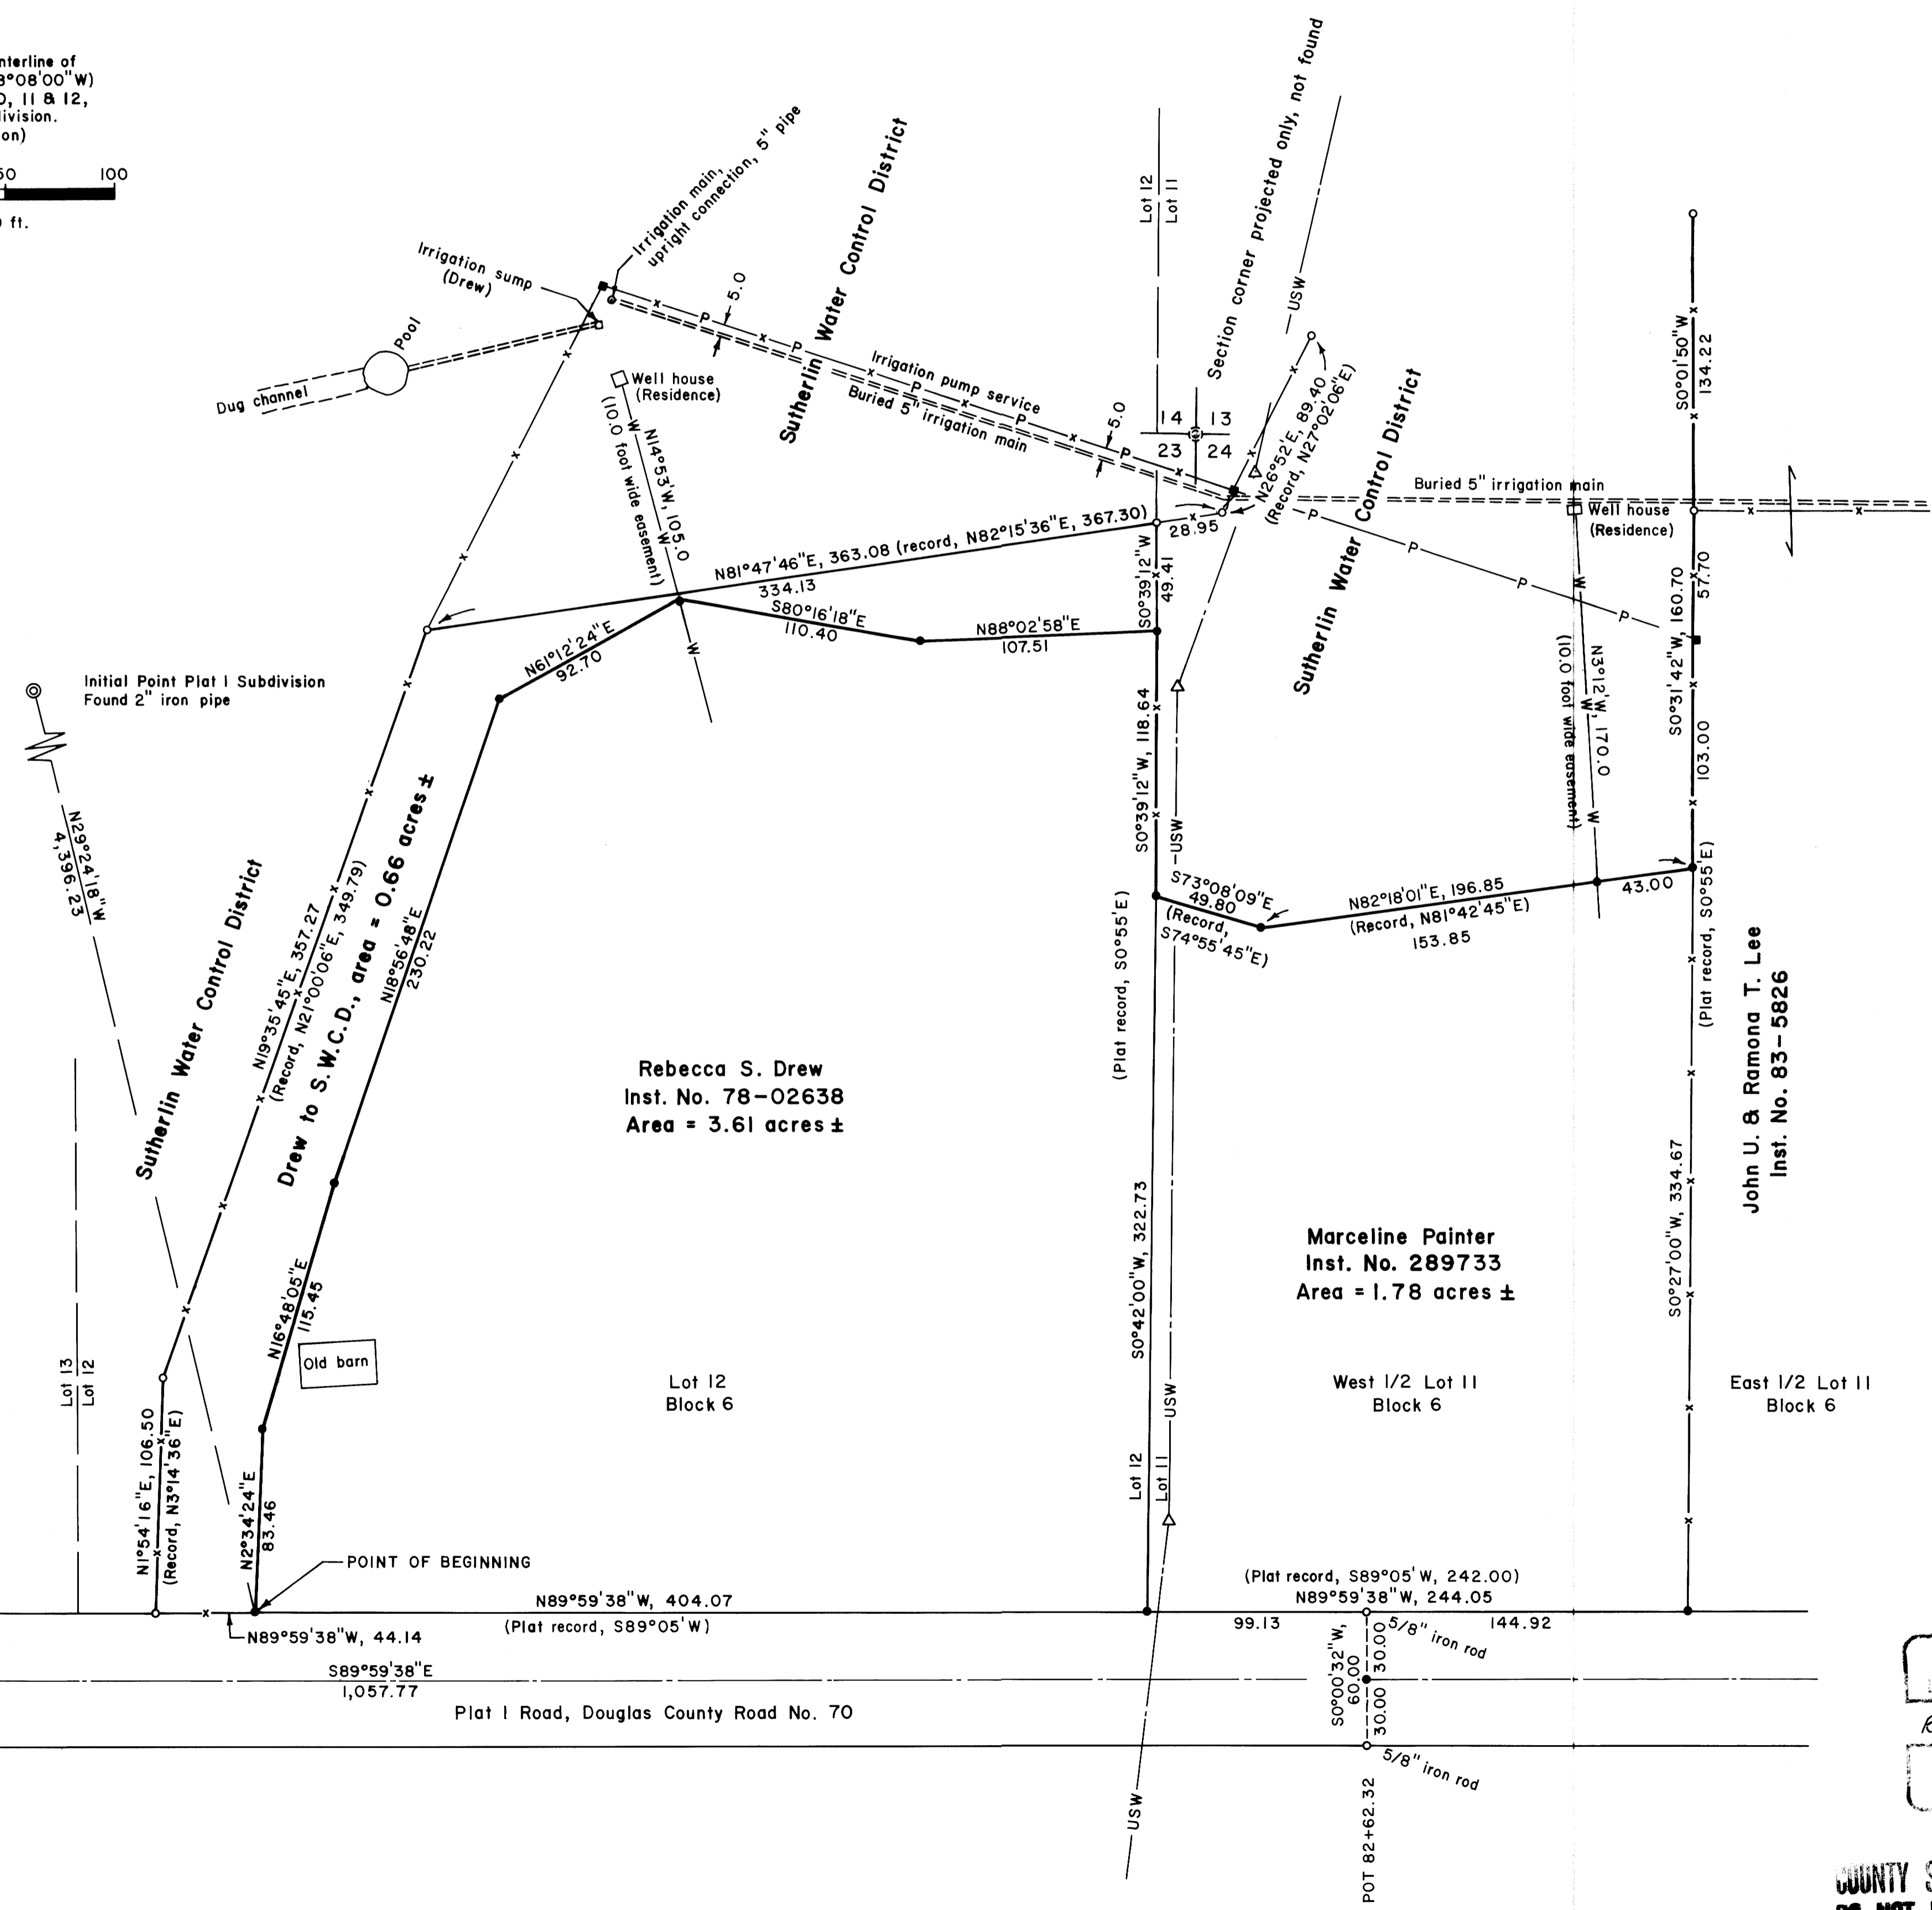 nterline of
3°08'00"W)
0, 11 & 12,
division.
on)
50 100
0 ft.
Irrigation main,
upright connection, 5" pipe
Irrigation sump
(Drew)
Pool
Dug channel
Sutherlin Water Control District
5.0
Well house
(Residence)
Irrigation pump service
Buried 5" irrigation main
5.0
P P P P P P
Lot 12
Lot 11
Section corner projected only, not found
USW
14 13
23 24
N26°52'E, 89.40
(Record, N27°02'06"E)
Sutherlin Water Control District
S0°01'50"W
134.22
Buried 5" irrigation main
Well house
(Residence)
P P P P
N14°53'W, 105.0
(10.0 foot wide easement)
W W W
N81°47'46"E, 363.08 (record, N82°15'36"E, 367.30)
334.13
28.95
S0°39'12"W
49.41
S80°16'18"E
110.40
N88°02'58"E
107.51
N61°12'24"E
92.70
S0°31'42"W, 160.70
57.70
103.00
N3°12'W, 170.0
(10.0 foot wide easement)
W W W
Initial Point Plat 1 Subdivision
Found 2" iron pipe
N29°24'18"W
4,396.23
Sutherlin Water Control District
N19°35'45"E, 357.27
(Record, N21°00'06"E, 349.79)
Drew to S.W.C.D., area = 0.66 acres ±
N18°56'48"E
230.22
S0°39'12"W, 118.64
USW
S73°08'09"E
49.80
(Record,
S74°55'45"E)
N82°18'01"E, 196.85
(Record, N81°42'45"E)
153.85
43.00
(Plat record, S0°55'E)
(Plat record, S0°55'E)
John U. & Ramona T. Lee
Inst. No. 83-5826
Rebecca S. Drew
Inst. No. 78-02638
Area = 3.61 acres ±
Marceline Painter
Inst. No. 289733
Area = 1.78 acres ±
S0°42'00"W, 322.73
S0°27'00"W, 334.67
N16°48'05"E
115.45
Old barn
Lot 13
Lot 12
Lot 12
Block 6
West 1/2 Lot 11
Block 6
East 1/2 Lot 11
Block 6
USW
Lot 12
Lot 11
N1°54'16"E, 106.50
(Record, N3°14'36"E)
N2°34'24"E
83.46
POINT OF BEGINNING
N89°59'38"W, 404.07
(Plat record, S89°05'W)
N89°59'38"W, 44.14
(Plat record, S89°05'W, 242.00)
N89°59'38"W, 244.05
99.13
144.92
5/8" iron rod
S0°00'32"W,
60.00
30.00
30.00
S89°59'38"E
1,057.77
Plat 1 Road, Douglas County Road No. 70
5/8" iron rod
USW
POT 82+62.32
COUNTY S